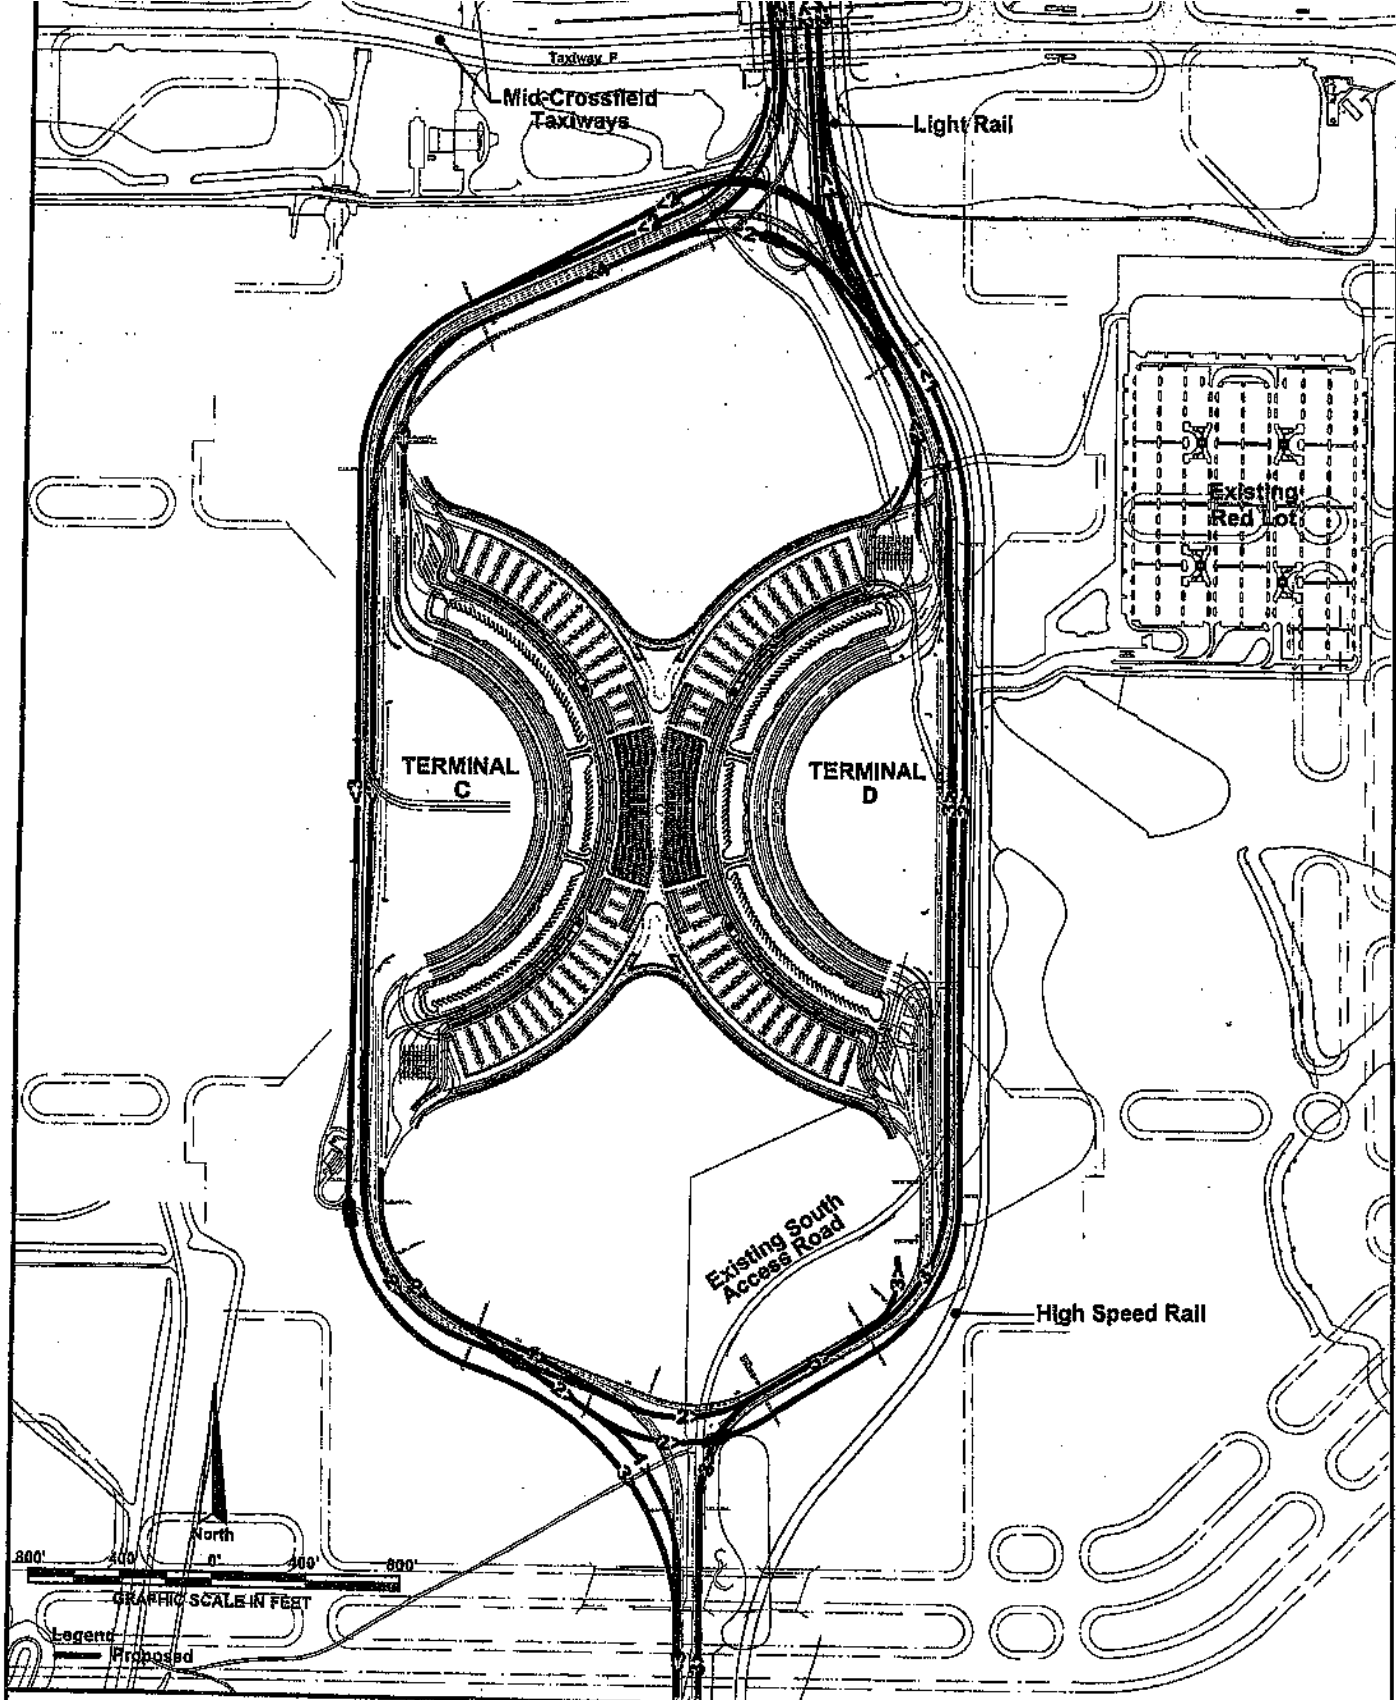 Taxiway F
Mid-Crossfield
Taxiways
Light Rail
Existing
Red Lot
TERMINAL
C
TERMINAL
D
Existing South
Access Road
High Speed Rail
North
800' 400' 0' 400' 800'
GRAPHIC SCALE IN FEET
Legend
Proposed